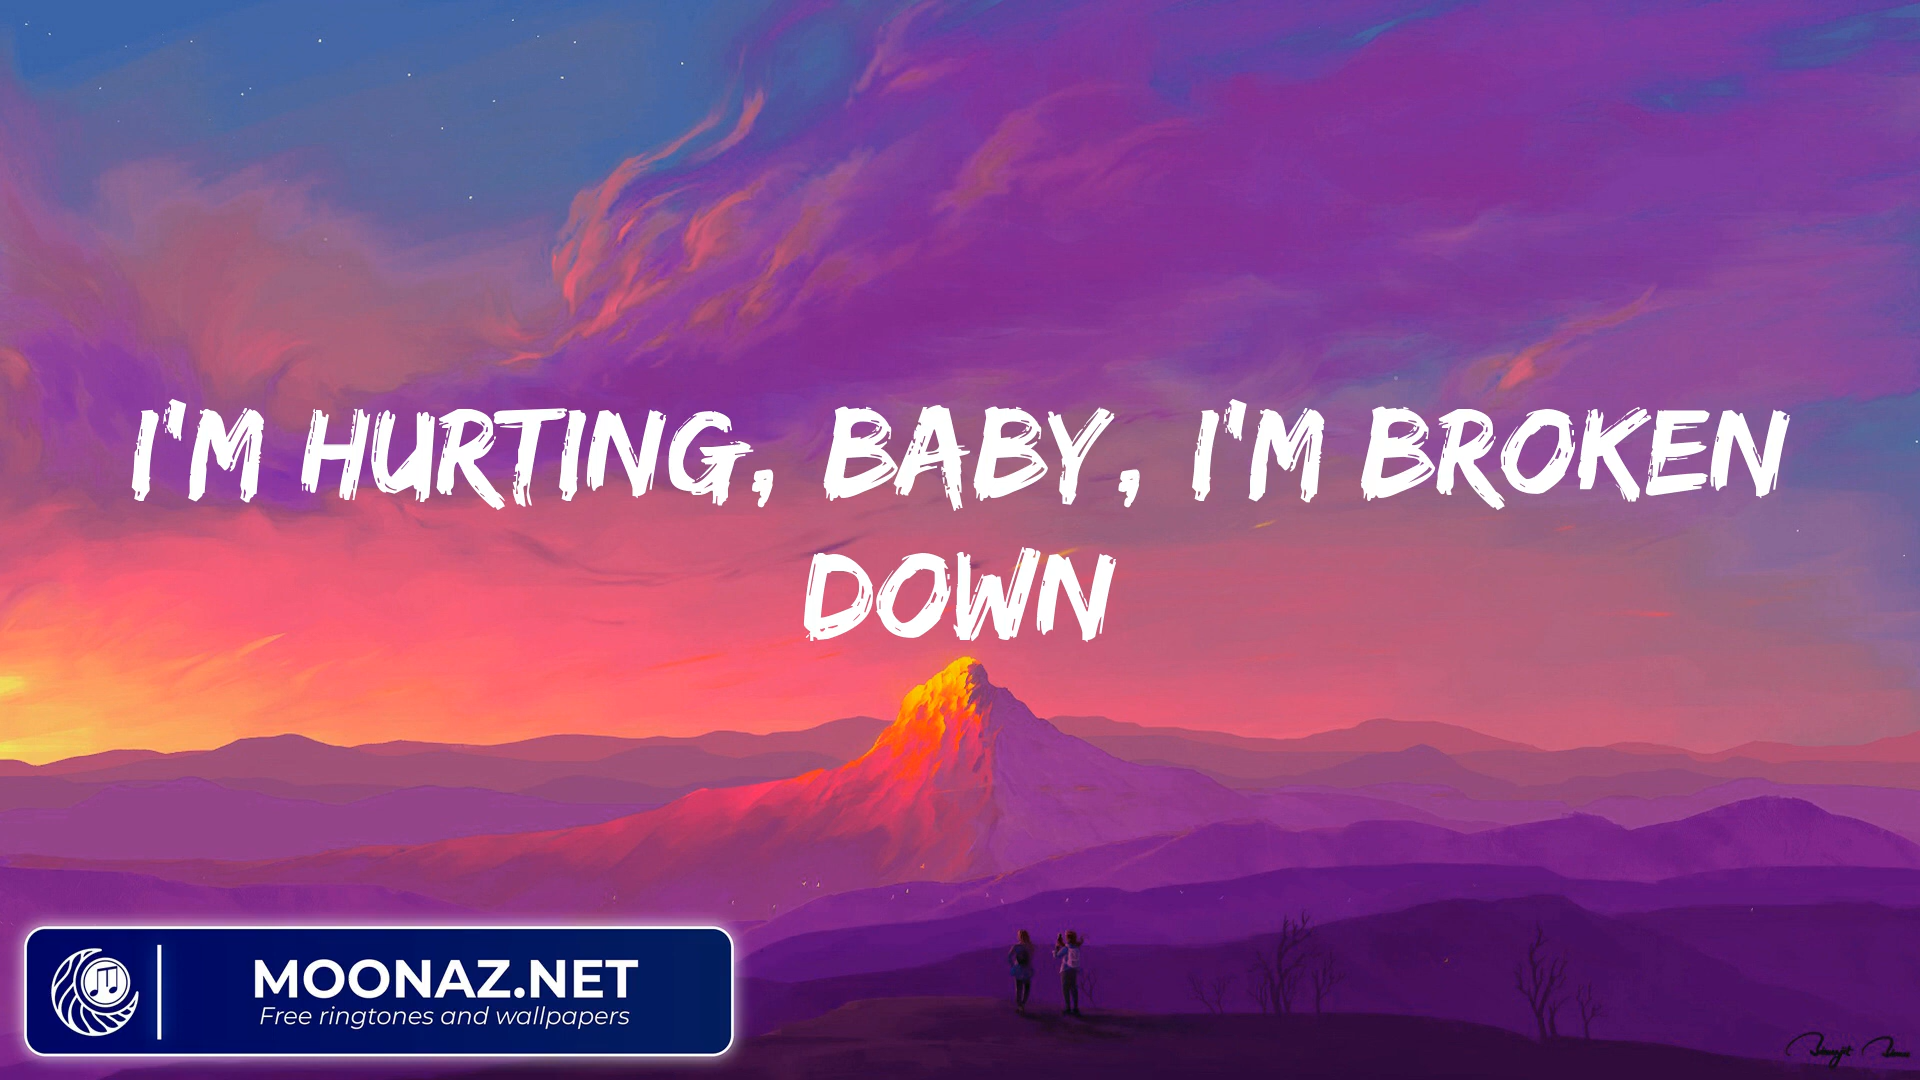 I'M HURTING, BABY, I'M BROKEN
DOWN
MOONAZ.NET
Free ringtones and wallpapers